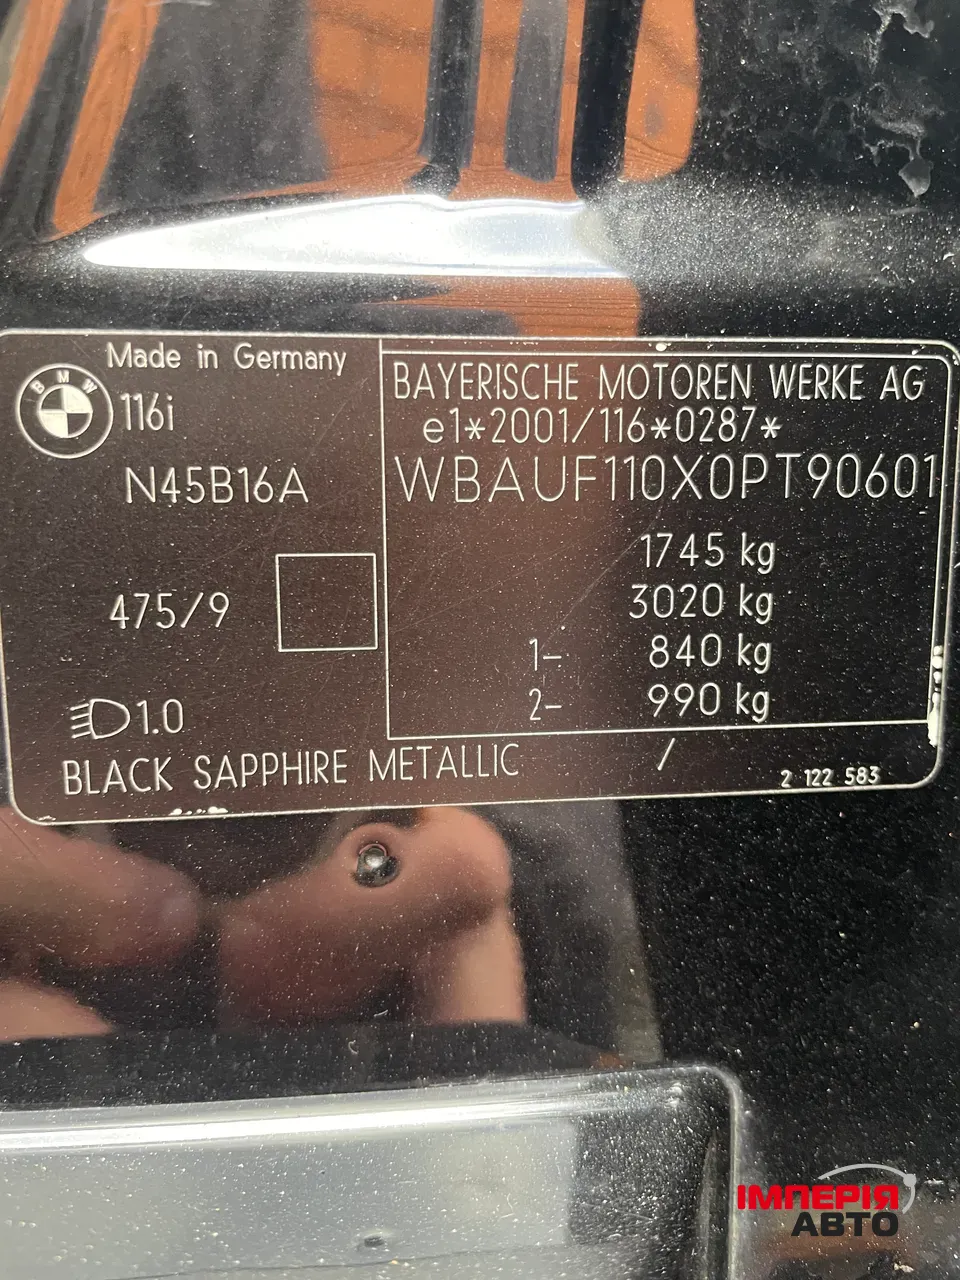 Made in Germany
BMW
116i
N45B16A
475/9
1.0
BLACK SAPPHIRE METALLIC
BAYERISCHE MOTOREN WERKE AG
e1*2001/116*0287*
WBAUF110X0PT90601
1745 kg
3020 kg
1- 840 kg
2- 990 kg
/
2 122 583
ІМПЕРІЯ
АВТО